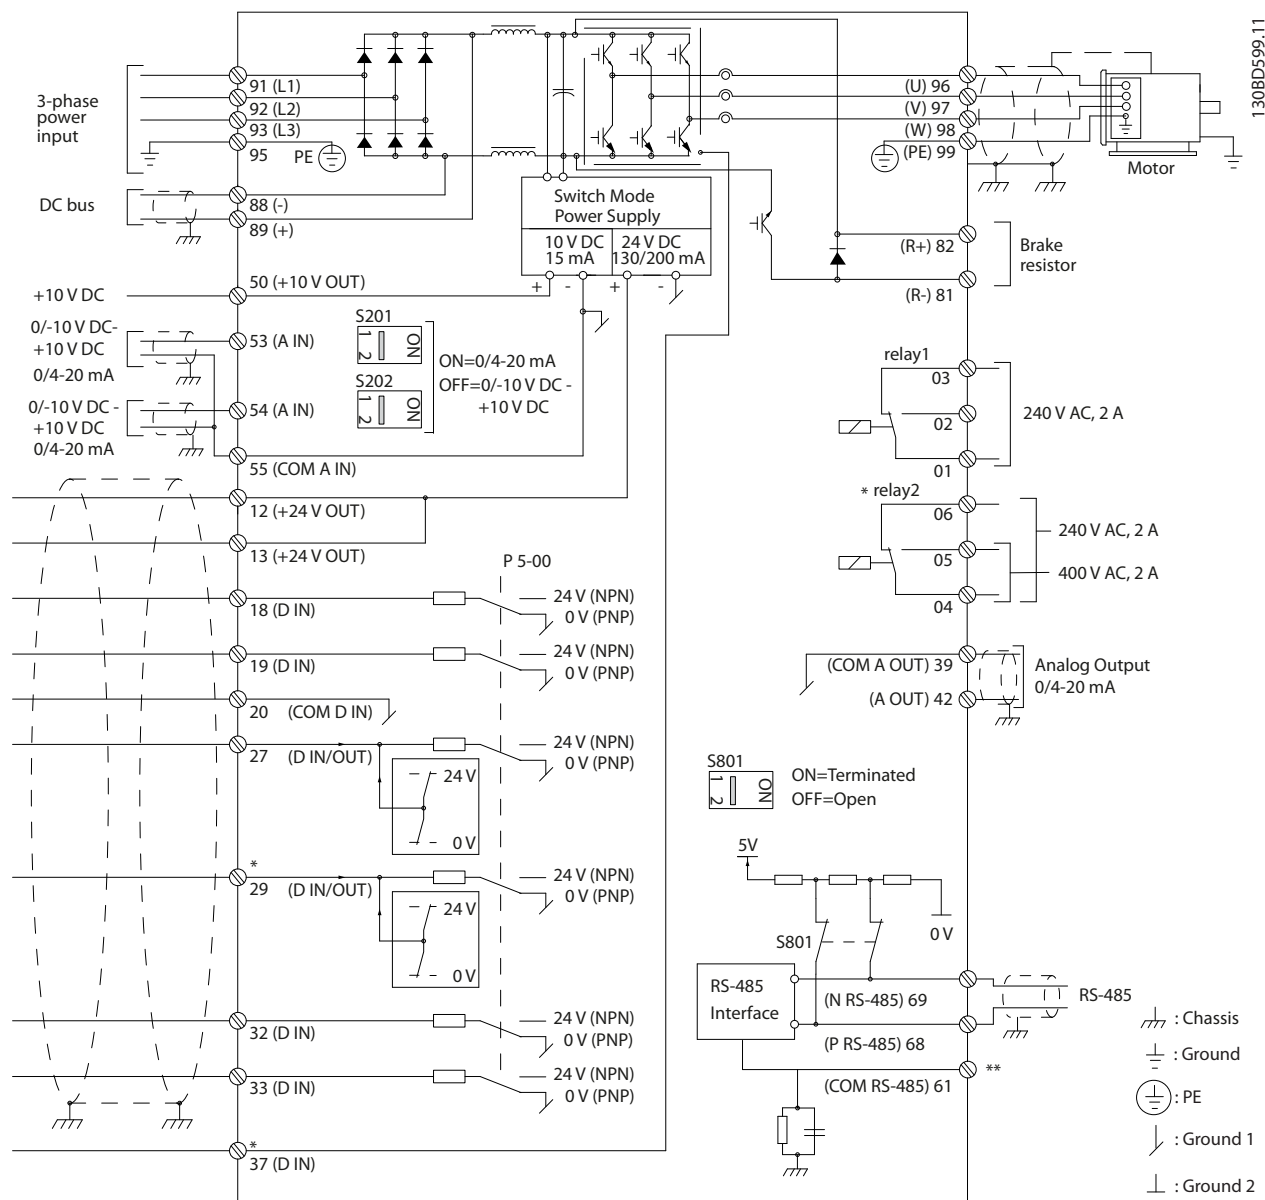 130BD599.11
3-phase
power
input
91 (L1)
92 (L2)
93 (L3)
95
PE
(U) 96
(V) 97
(W) 98
(PE) 99
Motor
DC bus
88 (-)
89 (+)
Switch Mode
Power Supply
10 V DC
15 mA
24 V DC
130/200 mA
+ - + -
(R+) 82
(R-) 81
Brake
resistor
+10 V DC
50 (+10 V OUT)
0/-10 V DC-
+10 V DC
0/4-20 mA
53 (A IN)
S201
1 2 ON
S202
1 2 ON
ON=0/4-20 mA
OFF=0/-10 V DC -
+10 V DC
0/-10 V DC -
+10 V DC
0/4-20 mA
54 (A IN)
55 (COM A IN)
relay1
03
02
01
240 V AC, 2 A
* relay2
06
05
04
240 V AC, 2 A
400 V AC, 2 A
12 (+24 V OUT)
13 (+24 V OUT)
P 5-00
18 (D IN)
24 V (NPN)
0 V (PNP)
19 (D IN)
24 V (NPN)
0 V (PNP)
20 (COM D IN)
27 (D IN/OUT)
24 V (NPN)
0 V (PNP)
24 V
0 V
*
29 (D IN/OUT)
24 V (NPN)
0 V (PNP)
24 V
0 V
32 (D IN)
24 V (NPN)
0 V (PNP)
33 (D IN)
24 V (NPN)
0 V (PNP)
*
37 (D IN)
(COM A OUT) 39
(A OUT) 42
Analog Output
0/4-20 mA
S801
1 2 ON
ON=Terminated
OFF=Open
5V
S801
0 V
RS-485
Interface
(N RS-485) 69
(P RS-485) 68
(COM RS-485) 61
RS-485
**
: Chassis
: Ground
: PE
: Ground 1
: Ground 2